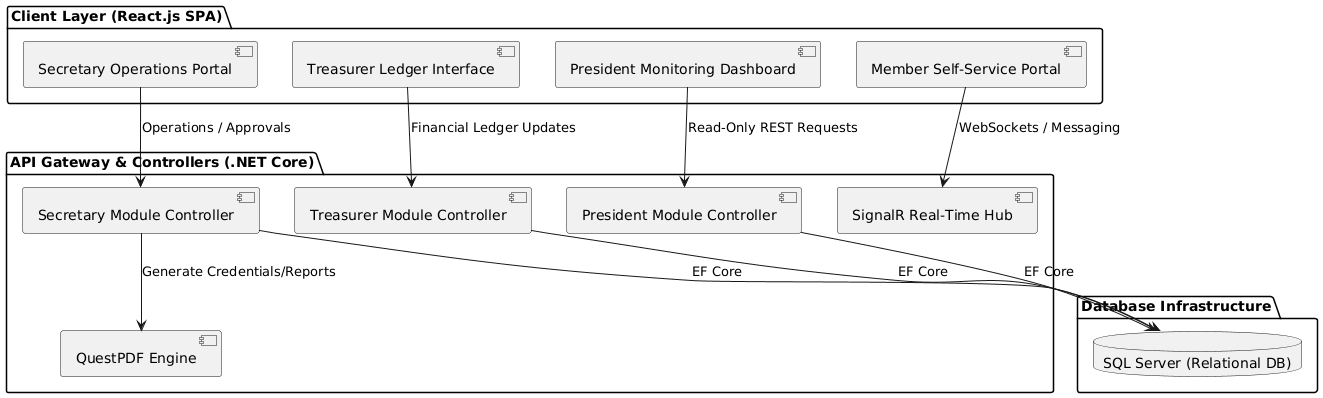 Client Layer (React.js SPA)
Secretary Operations Portal
Treasurer Ledger Interface
President Monitoring Dashboard
Member Self-Service Portal
Operations / Approvals
Financial Ledger Updates
Read-Only REST Requests
WebSockets / Messaging
API Gateway & Controllers (.NET Core)
Secretary Module Controller
Treasurer Module Controller
President Module Controller
SignalR Real-Time Hub
Generate Credentials/Reports
EF Core
EF Core
EF Core
Database Infrastructure
QuestPDF Engine
SQL Server (Relational DB)